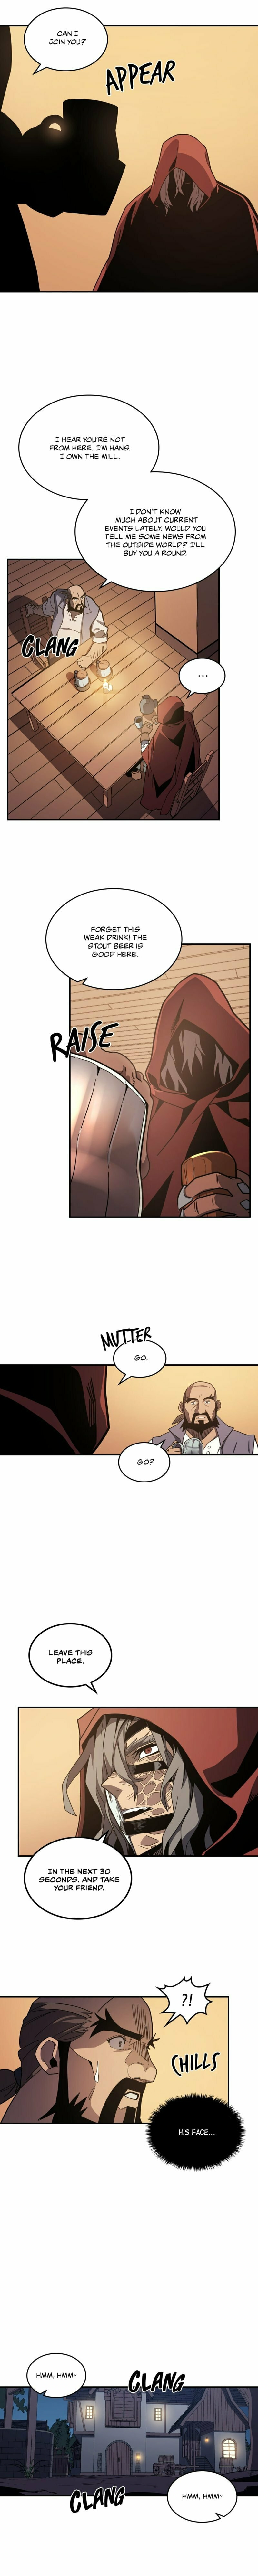 CAN I
JOIN YOU?
APPEAR
I HEAR YOU'RE NOT
FROM HERE. I'M HANS.
I OWN THE MILL.
I DON'T KNOW
MUCH ABOUT CURRENT
EVENTS LATELY. WOULD YOU
TELL ME SOME NEWS FROM
THE OUTSIDE WORLD? I'LL
BUY YOU A ROUND.
CLANG
...
FORGET THIS
WEAK DRINK! THE
STOUT BEER IS
GOOD HERE.
RAISE
MUTTER
GO.
GO?
LEAVE THIS
PLACE.
IN THE NEXT 30
SECONDS. AND TAKE
YOUR FRIEND.
?!
CHILLS
HIS FACE...
HMM, HMM~
CLANG
CLANG
HMM, HMM~